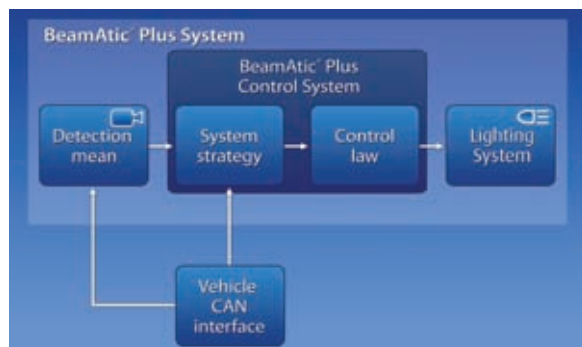 BeamAtic´ Plus System
BeamAtic´ Plus
Control System
Detection
mean
System
strategy
Control
law
Lighting
System
Vehicle
CAN
interface